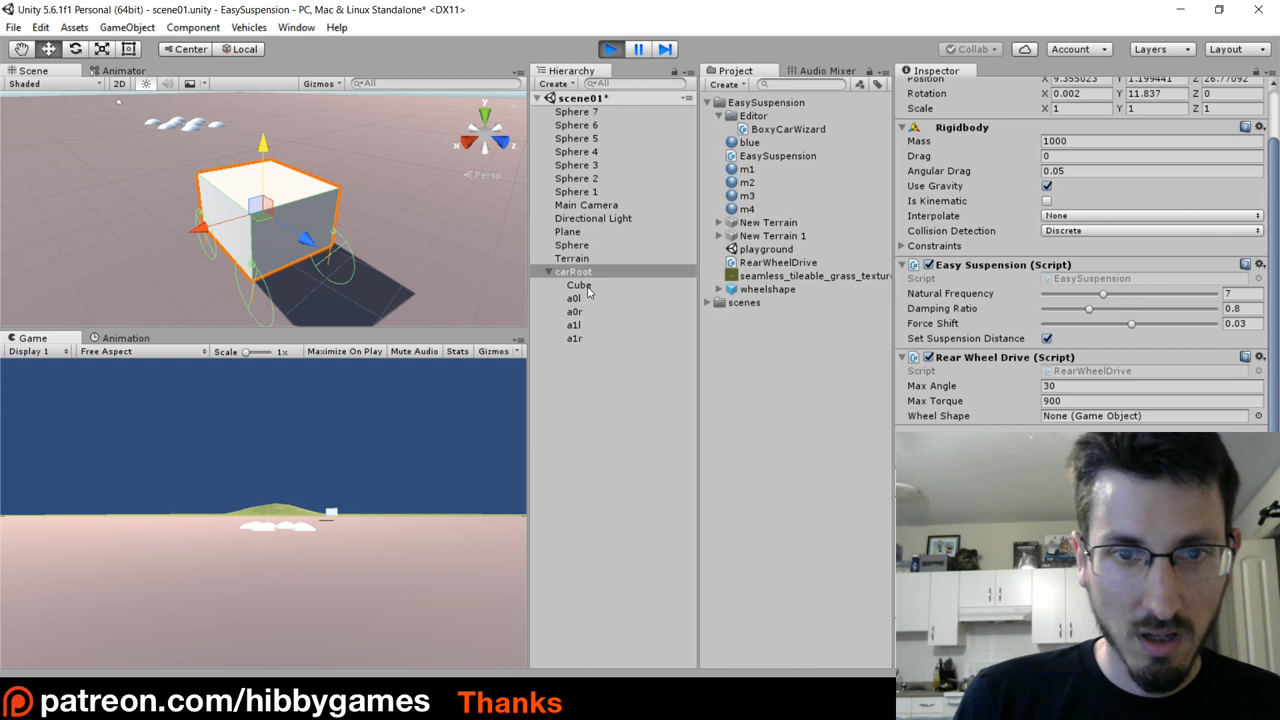 Unity 5.6.1f1 Personal (64bit) - scene01.unity - EasySuspension - PC, Mac & Linux Standalone* <DX11>
File Edit Assets GameObject Component Vehicles Window Help
Center Local Collab Account Layers Layout
Scene Animator
Shaded 2D Gizmos All
y
x z
Persp
Game Animation
Display 1 Free Aspect Scale 1x Maximize On Play Mute Audio Stats Gizmos
Hierarchy
Create All
scene01*
Sphere 7
Sphere 6
Sphere 5
Sphere 4
Sphere 3
Sphere 2
Sphere 1
Main Camera
Directional Light
Plane
Sphere
Terrain
carRoot
Cube
a0l
a0r
a1l
a1r
Project Audio Mixer
Create
EasySuspension
Editor
BoxyCarWizard
blue
EasySuspension
m1
m2
m3
m4
New Terrain
New Terrain 1
playground
RearWheelDrive
seamless_tileable_grass_texture
wheelshape
scenes
Inspector
Position X 9.355023 Y 1.199441 Z 26.77092
Rotation X 0.002 Y 11.837 Z 0
Scale X 1 Y 1 Z 1
Rigidbody
Mass 1000
Drag 0
Angular Drag 0.05
Use Gravity
Is Kinematic
Interpolate None
Collision Detection Discrete
Constraints
Easy Suspension (Script)
Script EasySuspension
Natural Frequency 7
Damping Ratio 0.8
Force Shift 0.03
Set Suspension Distance
Rear Wheel Drive (Script)
Script RearWheelDrive
Max Angle 30
Max Torque 900
Wheel Shape None (Game Object)
patreon.com/hibbygames Thanks